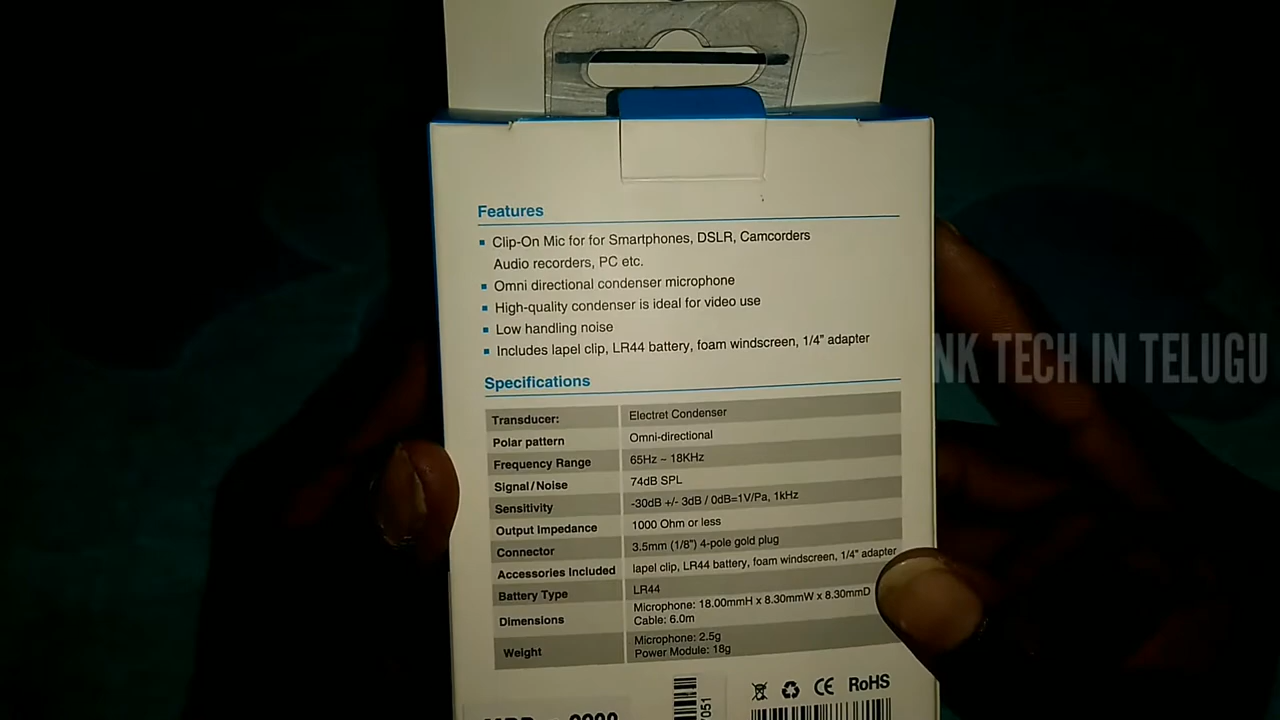 Features
Clip-On Mic for for Smartphones, DSLR, Camcorders
Audio recorders, PC etc.
Omni directional condenser microphone
High-quality condenser is ideal for video use
Low handling noise
Includes lapel clip, LR44 battery, foam windscreen, 1/4" adapter
NK TECH IN TELUGU
Specifications
Transducer: Electret Condenser
Polar pattern Omni-directional
Frequency Range 65Hz ~ 18KHz
Signal/Noise 74dB SPL
Sensitivity -30dB +/- 3dB / 0dB=1V/Pa, 1kHz
Output Impedance 1000 Ohm or less
Connector 3.5mm (1/8") 4-pole gold plug
Accessories Included lapel clip, LR44 battery, foam windscreen, 1/4" adapter
Battery Type LR44
Dimensions Microphone: 18.00mmH x 8.30mmW x 8.30mmD
Cable: 6.0m
Weight Microphone: 2.5g
Power Module: 18g
CE RoHS